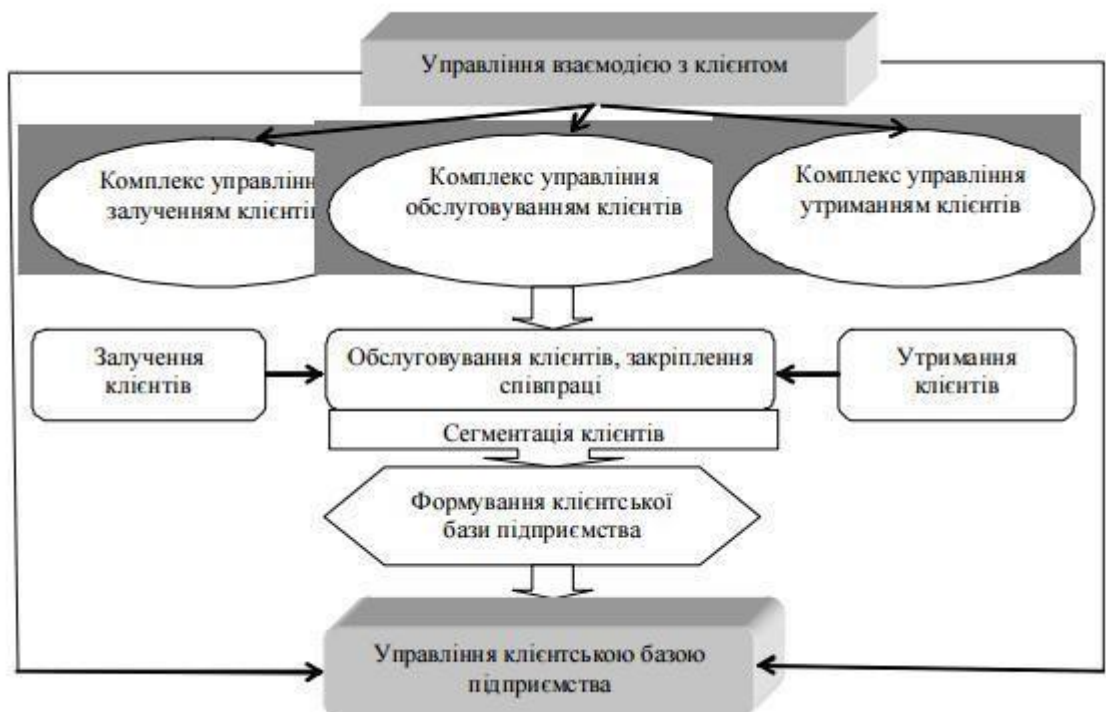 Управління взаємодією з клієнтом
Комплекс управлінн
залученням клієнтів
Комплекс управління
обслуговуванням клієнтів
Комплекс управління
утриманням клієнтів
Залучення
клієнтів
Обслуговування клієнтів, закріплення
співпраці
Утримання
клієнтів
Сегментація клієнтів
Формування клієнтської
бази підприємства
Управління клієнтською базою
підприємства